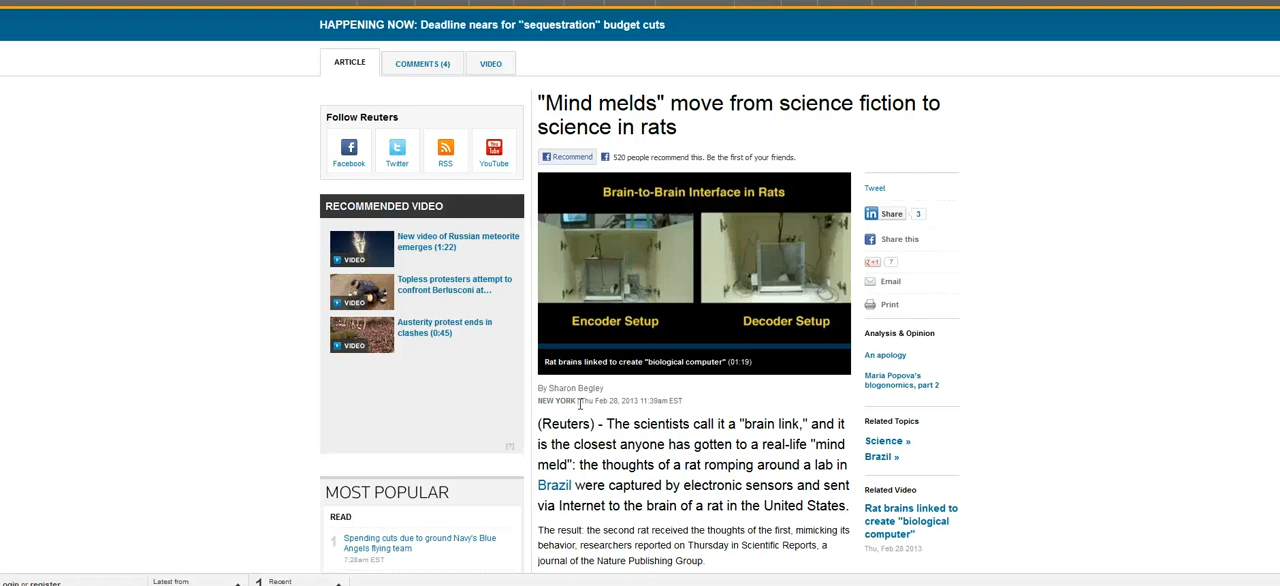 HAPPENING NOW: Deadline nears for "sequestration" budget cuts
ARTICLE
COMMENTS (4)
VIDEO
Follow Reuters
Facebook
Twitter
RSS
YouTube
RECOMMENDED VIDEO
New video of Russian meteorite
emerges (1:22)
VIDEO
Topless protesters attempt to
confront Berlusconi at...
VIDEO
Austerity protest ends in
clashes (0:45)
VIDEO
[?]
MOST POPULAR
READ
1
Spending cuts due to ground Navy's Blue
Angels flying team
7:28am EST
"Mind melds" move from science fiction to
science in rats
Recommend
520 people recommend this. Be the first of your friends.
Brain-to-Brain Interface in Rats
Encoder Setup
Decoder Setup
Rat brains linked to create "biological computer" (01:19)
By Sharon Begley
NEW YORK | Thu Feb 28, 2013 11:39am EST
(Reuters) - The scientists call it a "brain link," and it
is the closest anyone has gotten to a real-life "mind
meld": the thoughts of a rat romping around a lab in
Brazil were captured by electronic sensors and sent
via Internet to the brain of a rat in the United States.
The result: the second rat received the thoughts of the first, mimicking its
behavior, researchers reported on Thursday in Scientific Reports, a
journal of the Nature Publishing Group.
Tweet
Share
3
Share this
+1
7
Email
Print
Analysis & Opinion
An apology
Maria Popova's
blogonomics, part 2
Related Topics
Science »
Brazil »
Related Video
Rat brains linked to
create "biological
computer"
Thu, Feb 28 2013
or register
Latest from
1
Recent